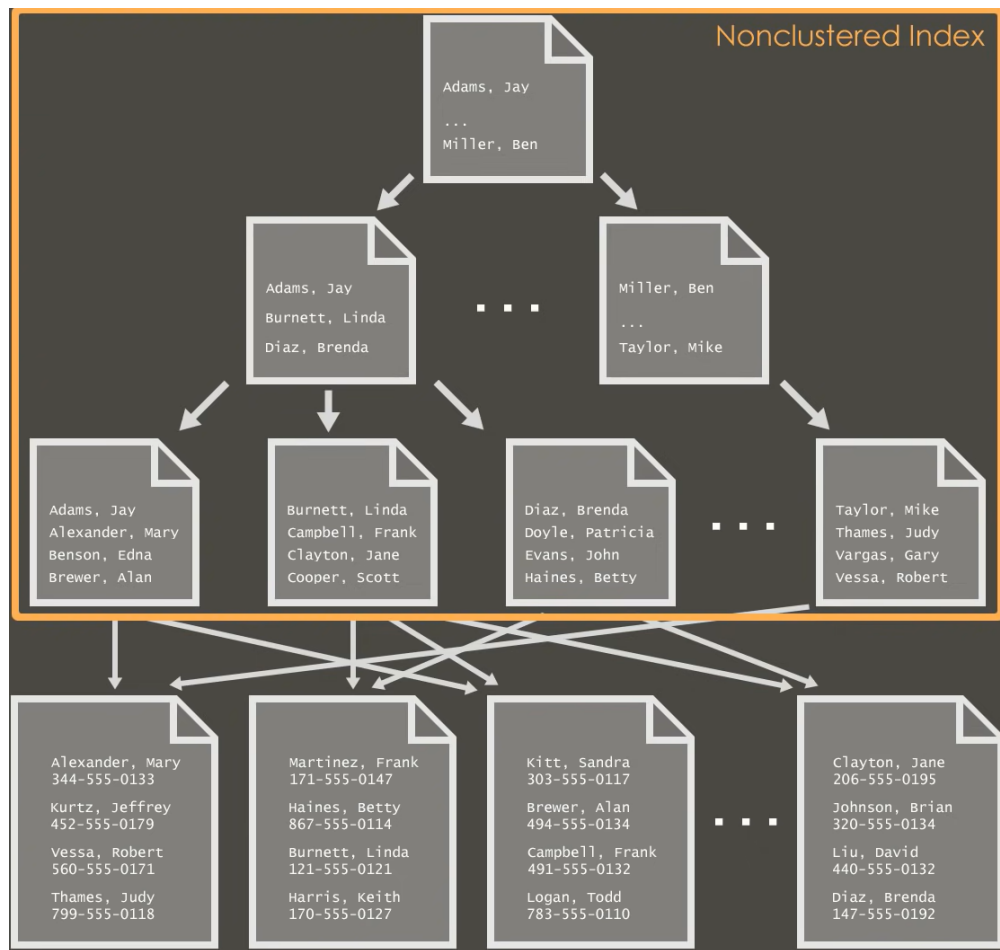 Nonclustered Index
Adams, Jay
...
Miller, Ben
Adams, Jay
Burnett, Linda
Diaz, Brenda
...
Miller, Ben
...
Taylor, Mike
Adams, Jay
Alexander, Mary
Benson, Edna
Brewer, Alan
Burnett, Linda
Campbell, Frank
Clayton, Jane
Cooper, Scott
Diaz, Brenda
Doyle, Patricia
Evans, John
Haines, Betty
...
Taylor, Mike
Thames, Judy
Vargas, Gary
Vessa, Robert
Alexander, Mary
344-555-0133
Kurtz, Jeffrey
452-555-0179
Vessa, Robert
560-555-0171
Thames, Judy
799-555-0118
Martinez, Frank
171-555-0147
Haines, Betty
867-555-0114
Burnett, Linda
121-555-0121
Harris, Keith
170-555-0127
Kitt, Sandra
303-555-0117
Brewer, Alan
494-555-0134
Campbell, Frank
491-555-0132
Logan, Todd
783-555-0110
...
Clayton, Jane
206-555-0195
Johnson, Brian
320-555-0134
Liu, David
440-555-0132
Diaz, Brenda
147-555-0192